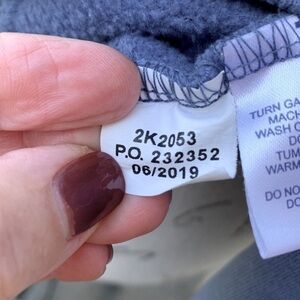 2K2053
P.O. 232352
06/2019
TURN GA
MACH
WASH C
DO
TUM
WARM
DO NO
DO